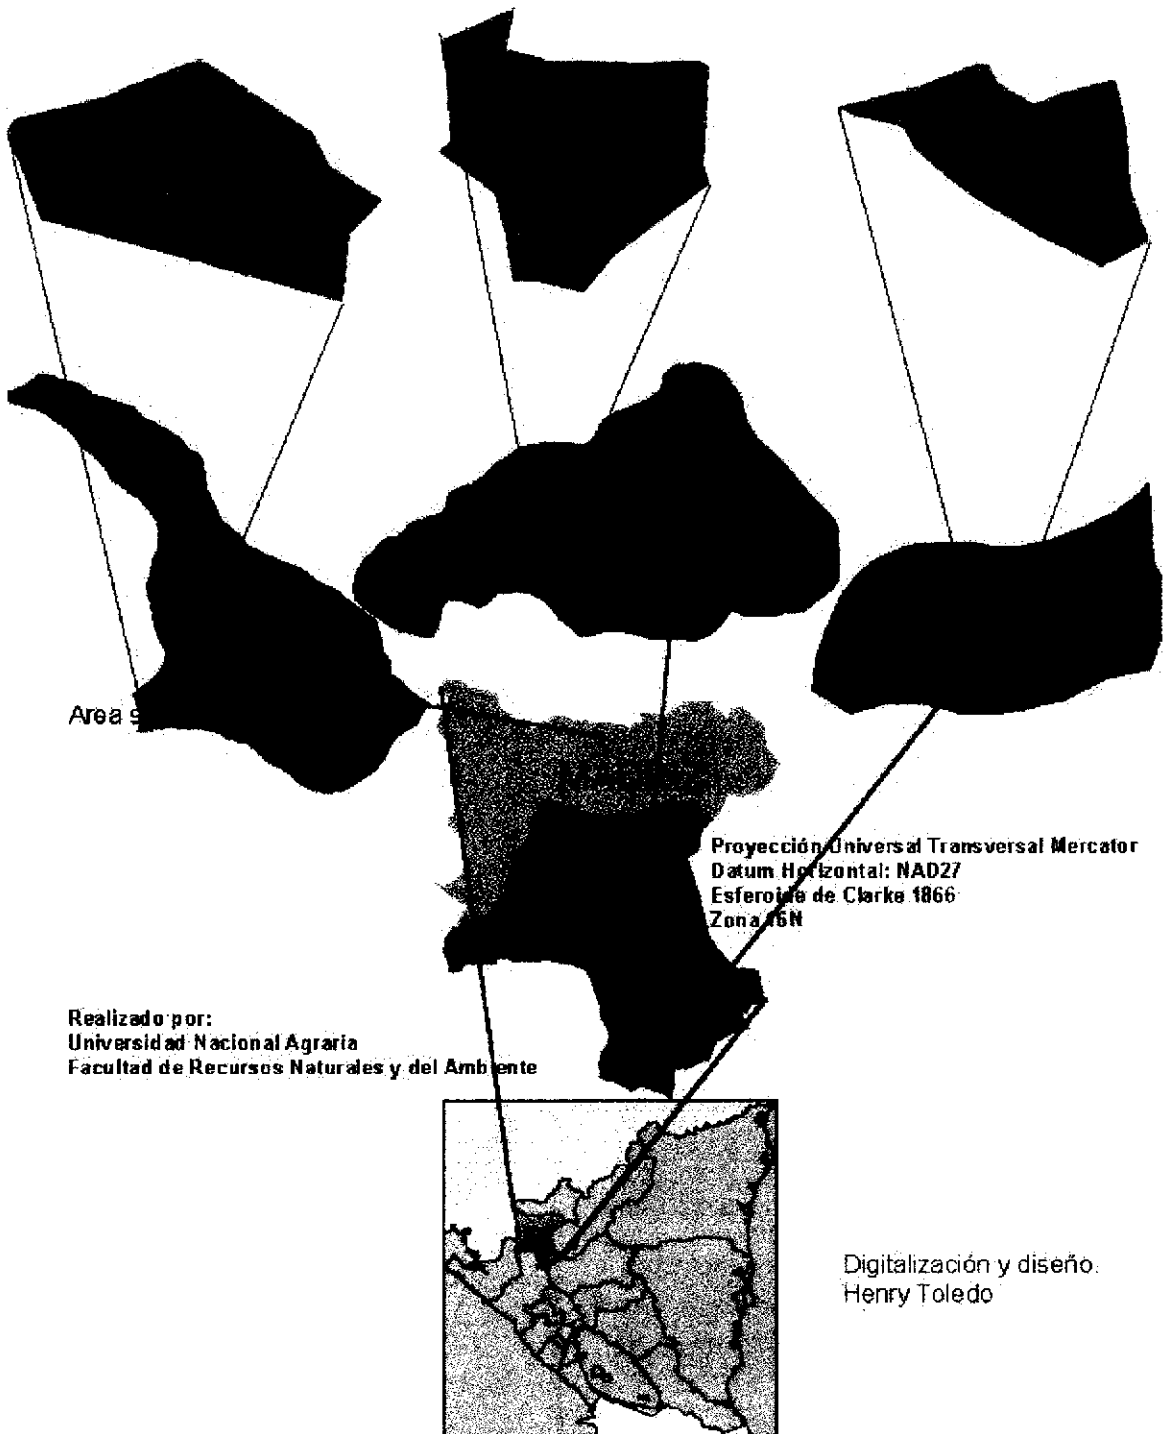 Area
Proyección Universal Transversal Mercator
Datum Horizontal: NAD27
Esferoide de Clarke 1866
Zona 16N
Realizado por:
Universidad Nacional Agraria
Facultad de Recursos Naturales y del Ambiente
Digitalización y diseño.
Henry Toledo